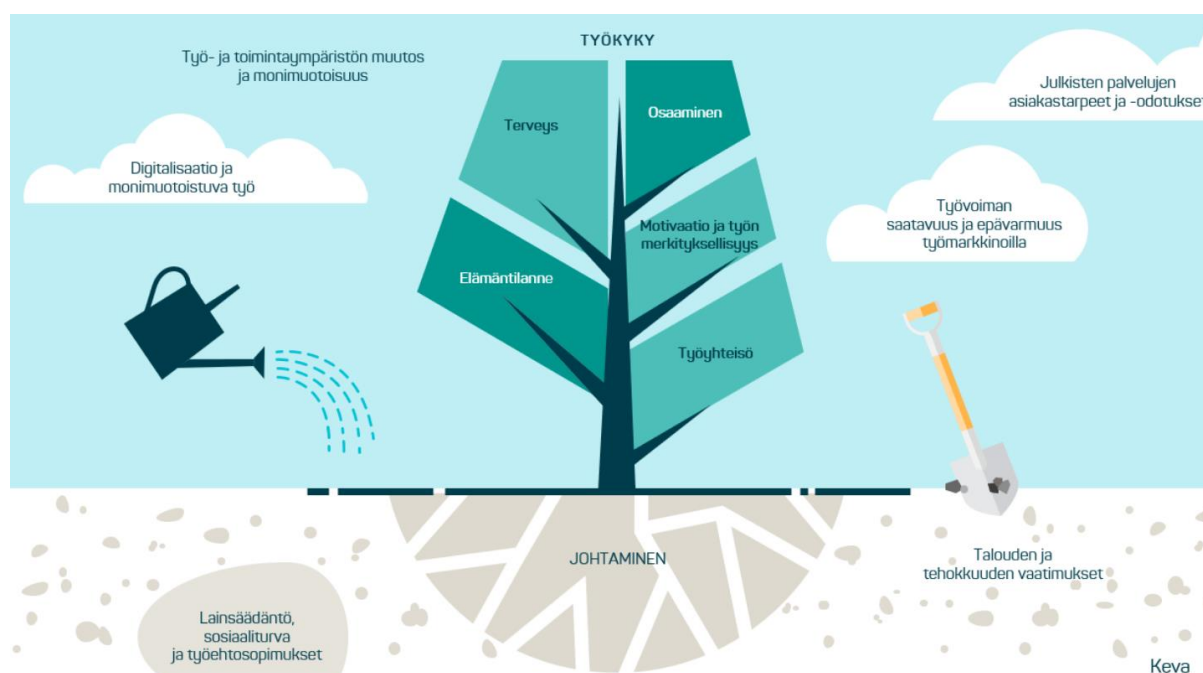 TYÖKYKY
Työ- ja toimintaympäristön muutos
ja monimuotoisuus
Julkisten palvelujen
asiakastarpeet ja -odotukset
Terveys
Osaaminen
Digitalisaatio ja
monimuotoistuva työ
Työvoiman
saatavuus ja epävarmuus
työmarkkinoilla
Motivaatio ja työn
merkityksellisyys
Elämäntilanne
Työyhteisö
JOHTAMINEN
Talouden ja
tehokkuuden vaatimukset
Lainsäädäntö,
sosiaaliturva
ja työehtosopimukset
Keva